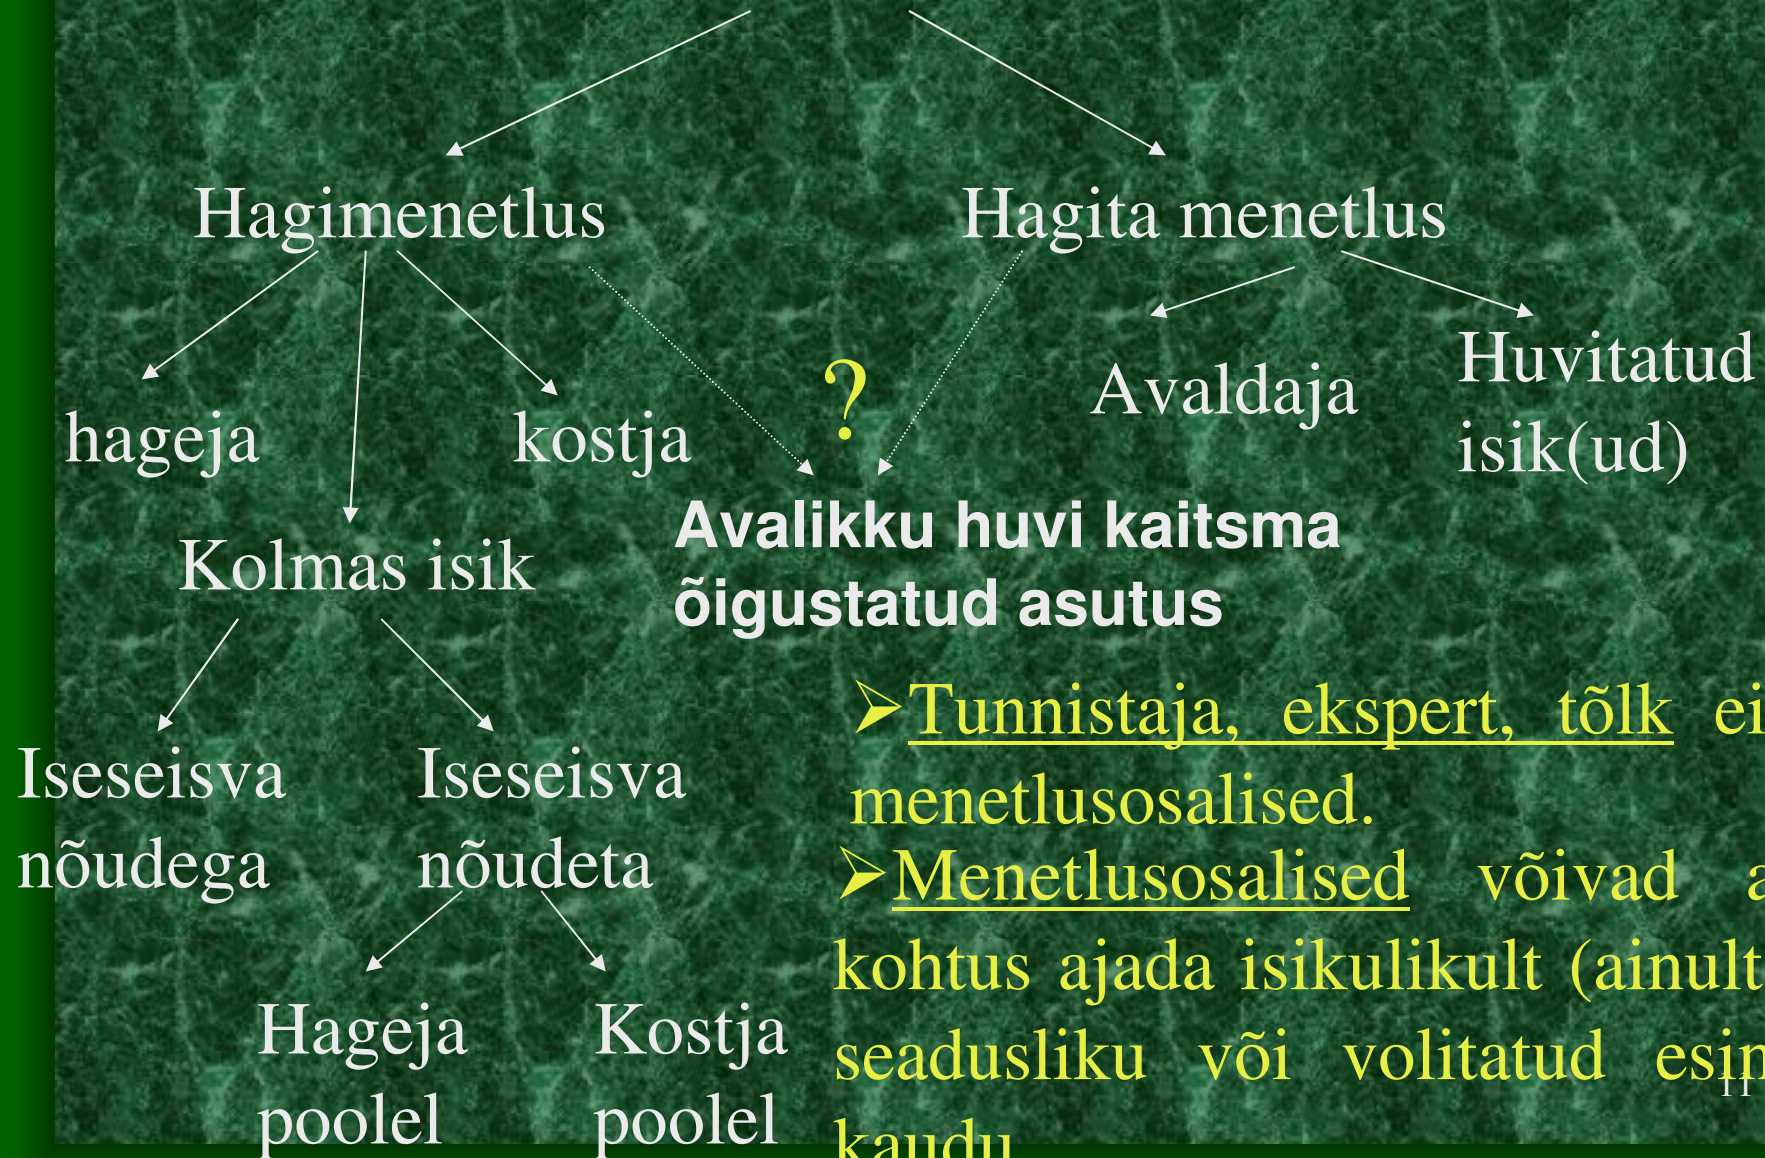 Hagimenetlus
Hagita menetlus
hageja
kostja
?
Avaldaja
Huvitatud
isik(ud)
Kolmas isik
Avalikku huvi kaitsma
õigustatud asutus
Iseseisva
nõudega
Iseseisva
nõudeta
Hageja
poolel
Kostja
poolel
➢Tunnistaja, ekspert, tõlk ei
menetlusosalised.
➢Menetlusosalised võivad a
kohtus ajada isikulikult (ainult
seadusliku või volitatud esin
kaudu
11